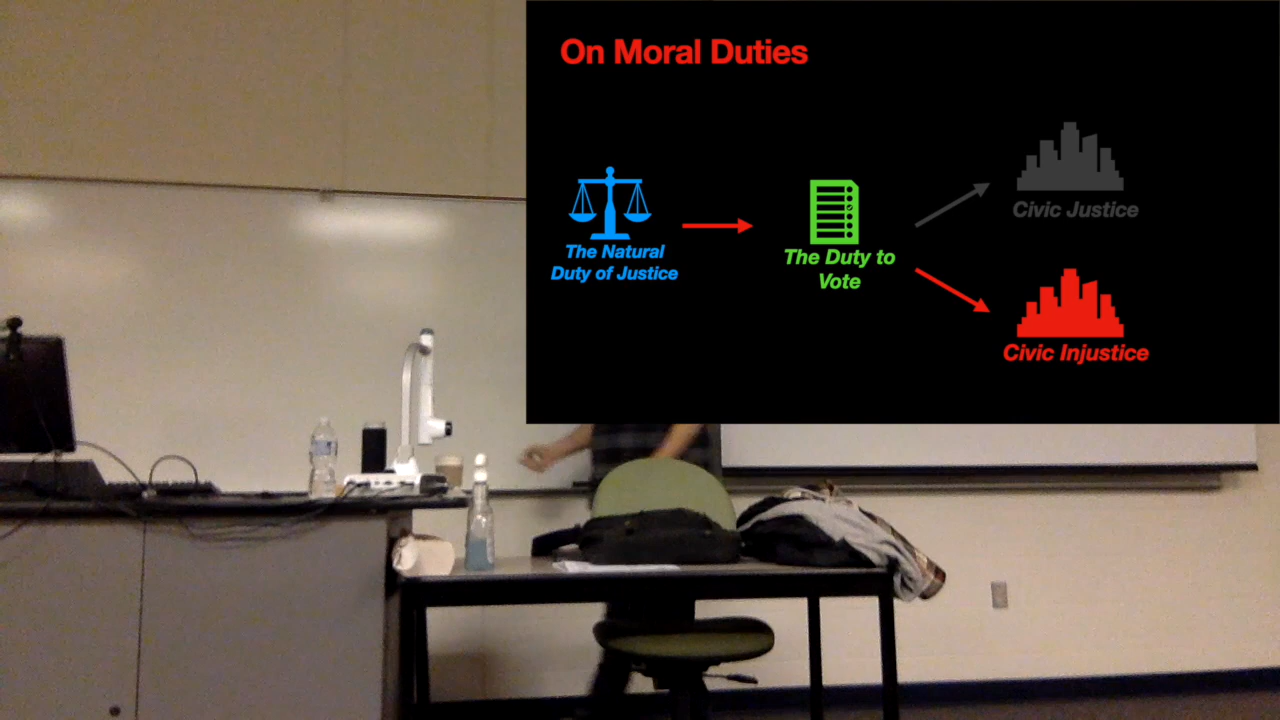 On Moral Duties
The Natural
Duty of Justice
The Duty to
Vote
Civic Justice
Civic Injustice